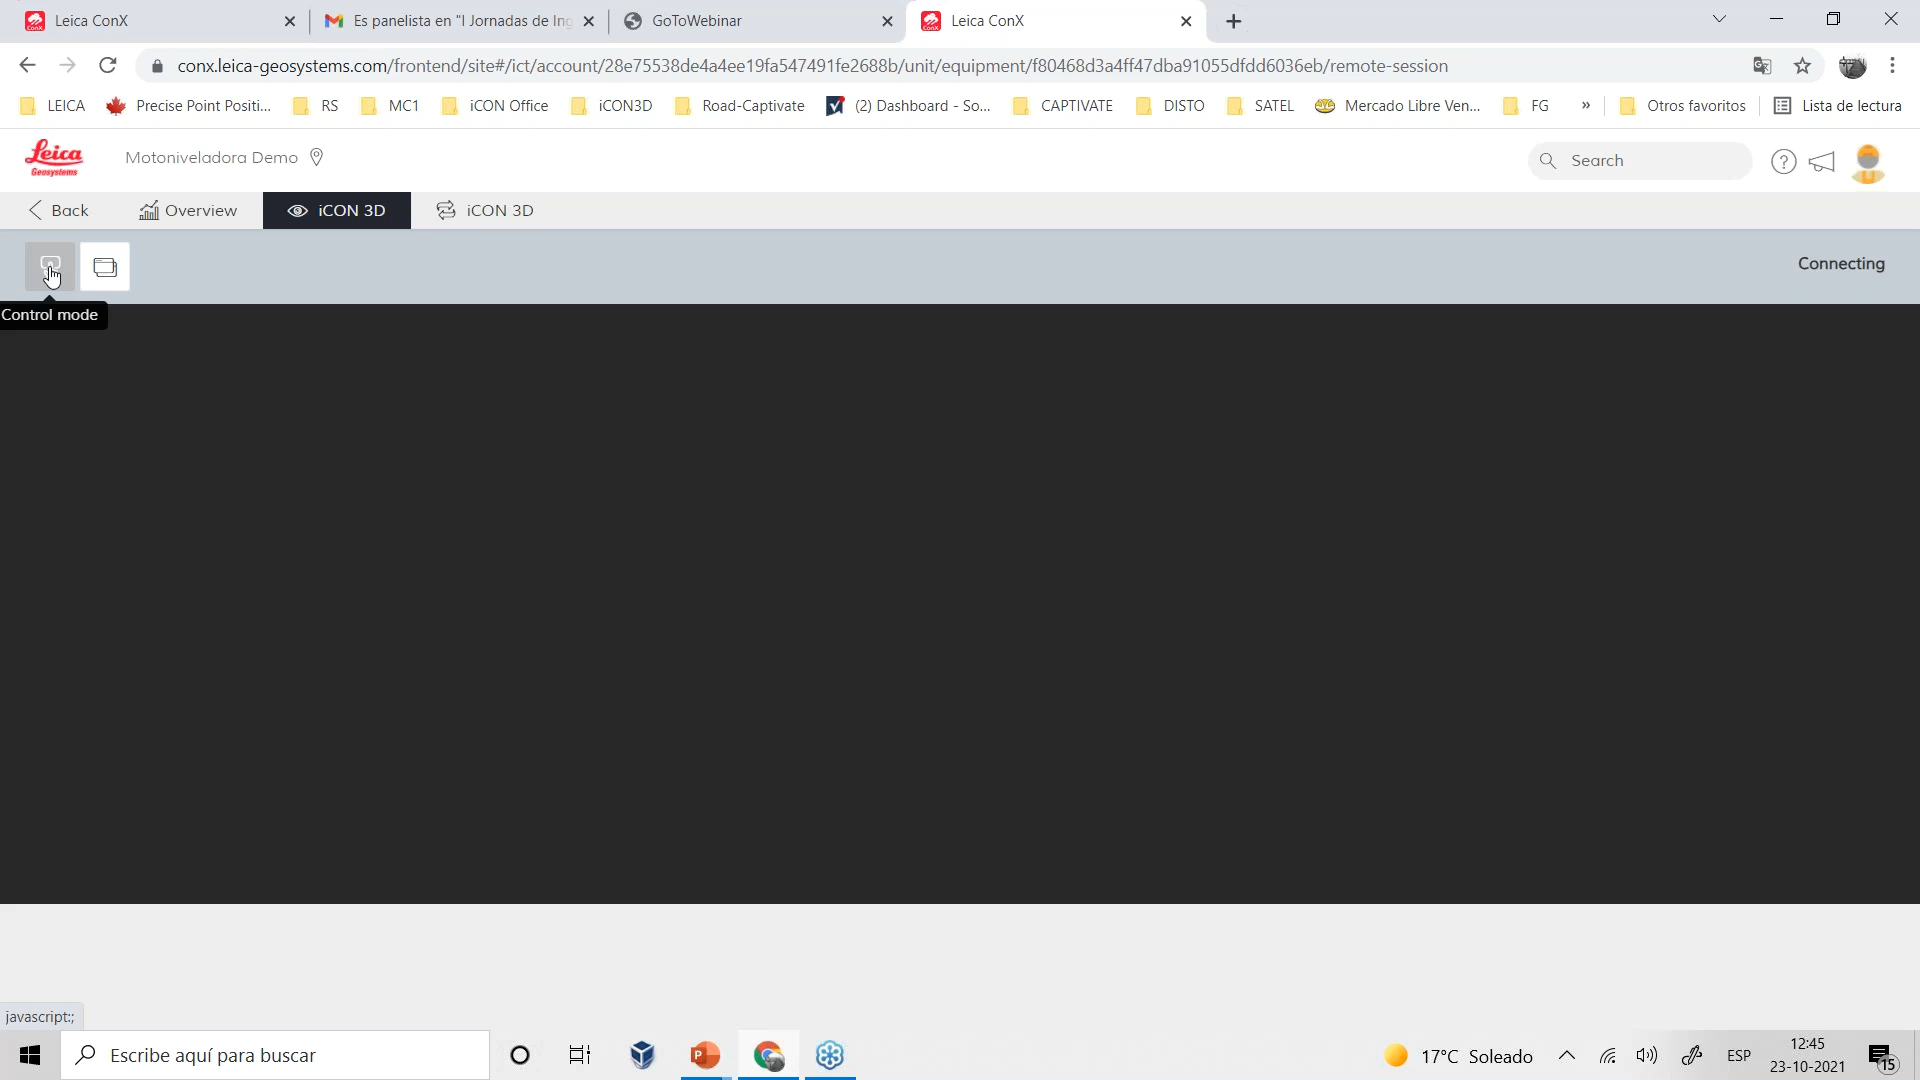 Leica ConX
Es panelista en "I Jornadas de Ing
GoToWebinar
Leica ConX
conx.leica-geosystems.com/frontend/site#/ict/account/28e75538de4a4ee19fa547491fe2688b/unit/equipment/f80468d3a4ff47dba91055dfdd6036eb/remote-session
LEICA
Precise Point Positi...
RS
MC1
iCON Office
iCON3D
Road-Captivate
(2) Dashboard - So...
CAPTIVATE
DISTO
SATEL
Mercado Libre Ven...
FG
»
Otros favoritos
Lista de lectura
Leica
Geosystems
Motoniveladora Demo
Search
Back
Overview
iCON 3D
iCON 3D
Connecting
Control mode
javascript:;
Escribe aquí para buscar
17°C Soleado
ESP
12:45
23-10-2021
15